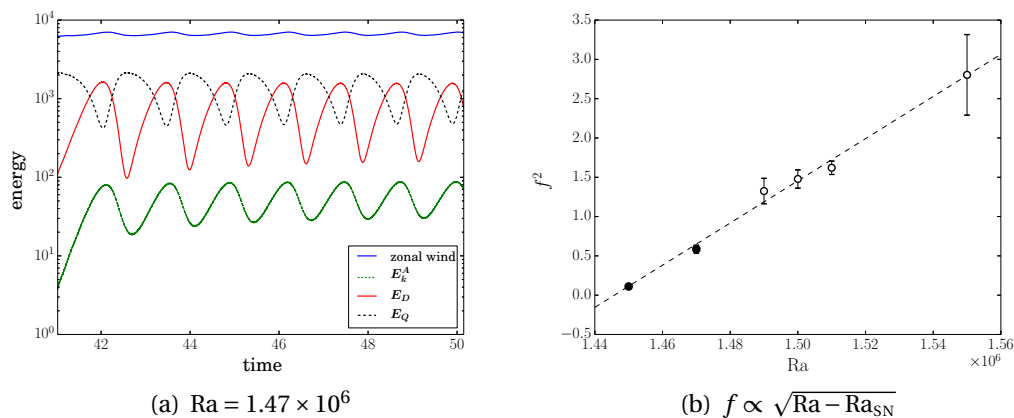 10^4
10^3
10^2
10^1
10^0
energy
42
44
46
48
50
time
zonal wind
E_k^A
E_D
E_Q
(a) Ra = 1.47 × 10^6
3.5
3.0
2.5
2.0
1.5
1.0
0.5
0.0
−0.5
f^2
1.44
1.46
1.48
1.50
1.52
1.54
1.56
×10^6
Ra
(b) f ∝ √(Ra − Ra_SN)